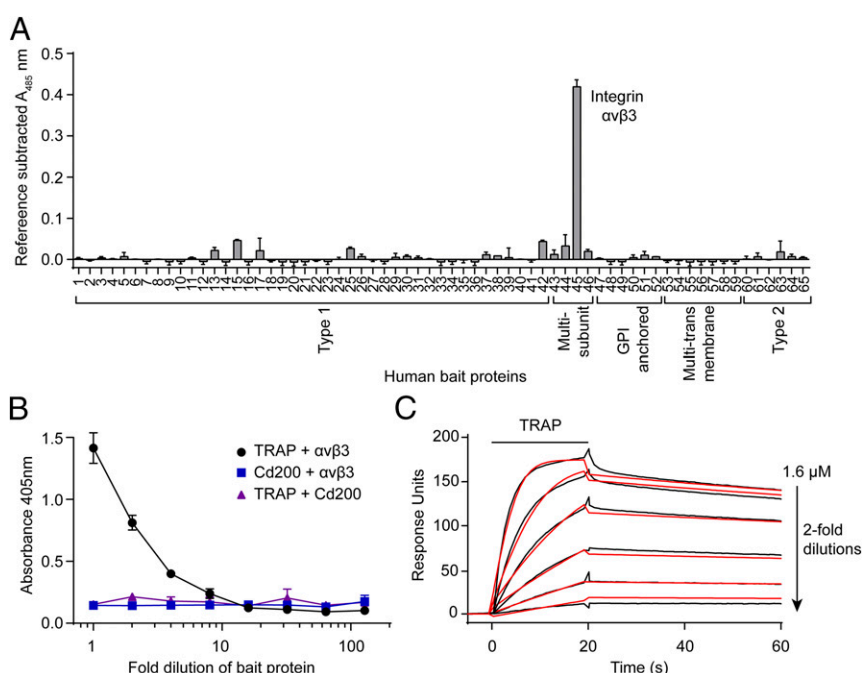 A
Refereence subtracted A485 nm
0.5
0.4
0.3
0.2
0.1
0.0
Integrin
αvβ3
1 2 3 4 5 6 7 8 9 10 11 12 13 14 15 16 17 18 19 20 21 22 23 24 25 26 27 28 29 30 31 32 33 34 35 36 37 38 39 40 41 42 43 44 45 46 47 48 49 50 51 52 53 54 55 56 57 58 59 60 61 62 63 64 65
Type 1
Multi-
subunit
GPI
anchored
Multi-trans
membrane
Type 2
Human bait proteins
B
Absorbance 405nm
1.5
1.0
0.5
0.0
TRAP + αvβ3
Cd200 + αvβ3
TRAP + Cd200
1 10 100
Fold dilution of bait protein
C
TRAP
Response Units
200
150
100
50
0
1.6 µM
2-fold
dilutions
0 20 40 60
Time (s)